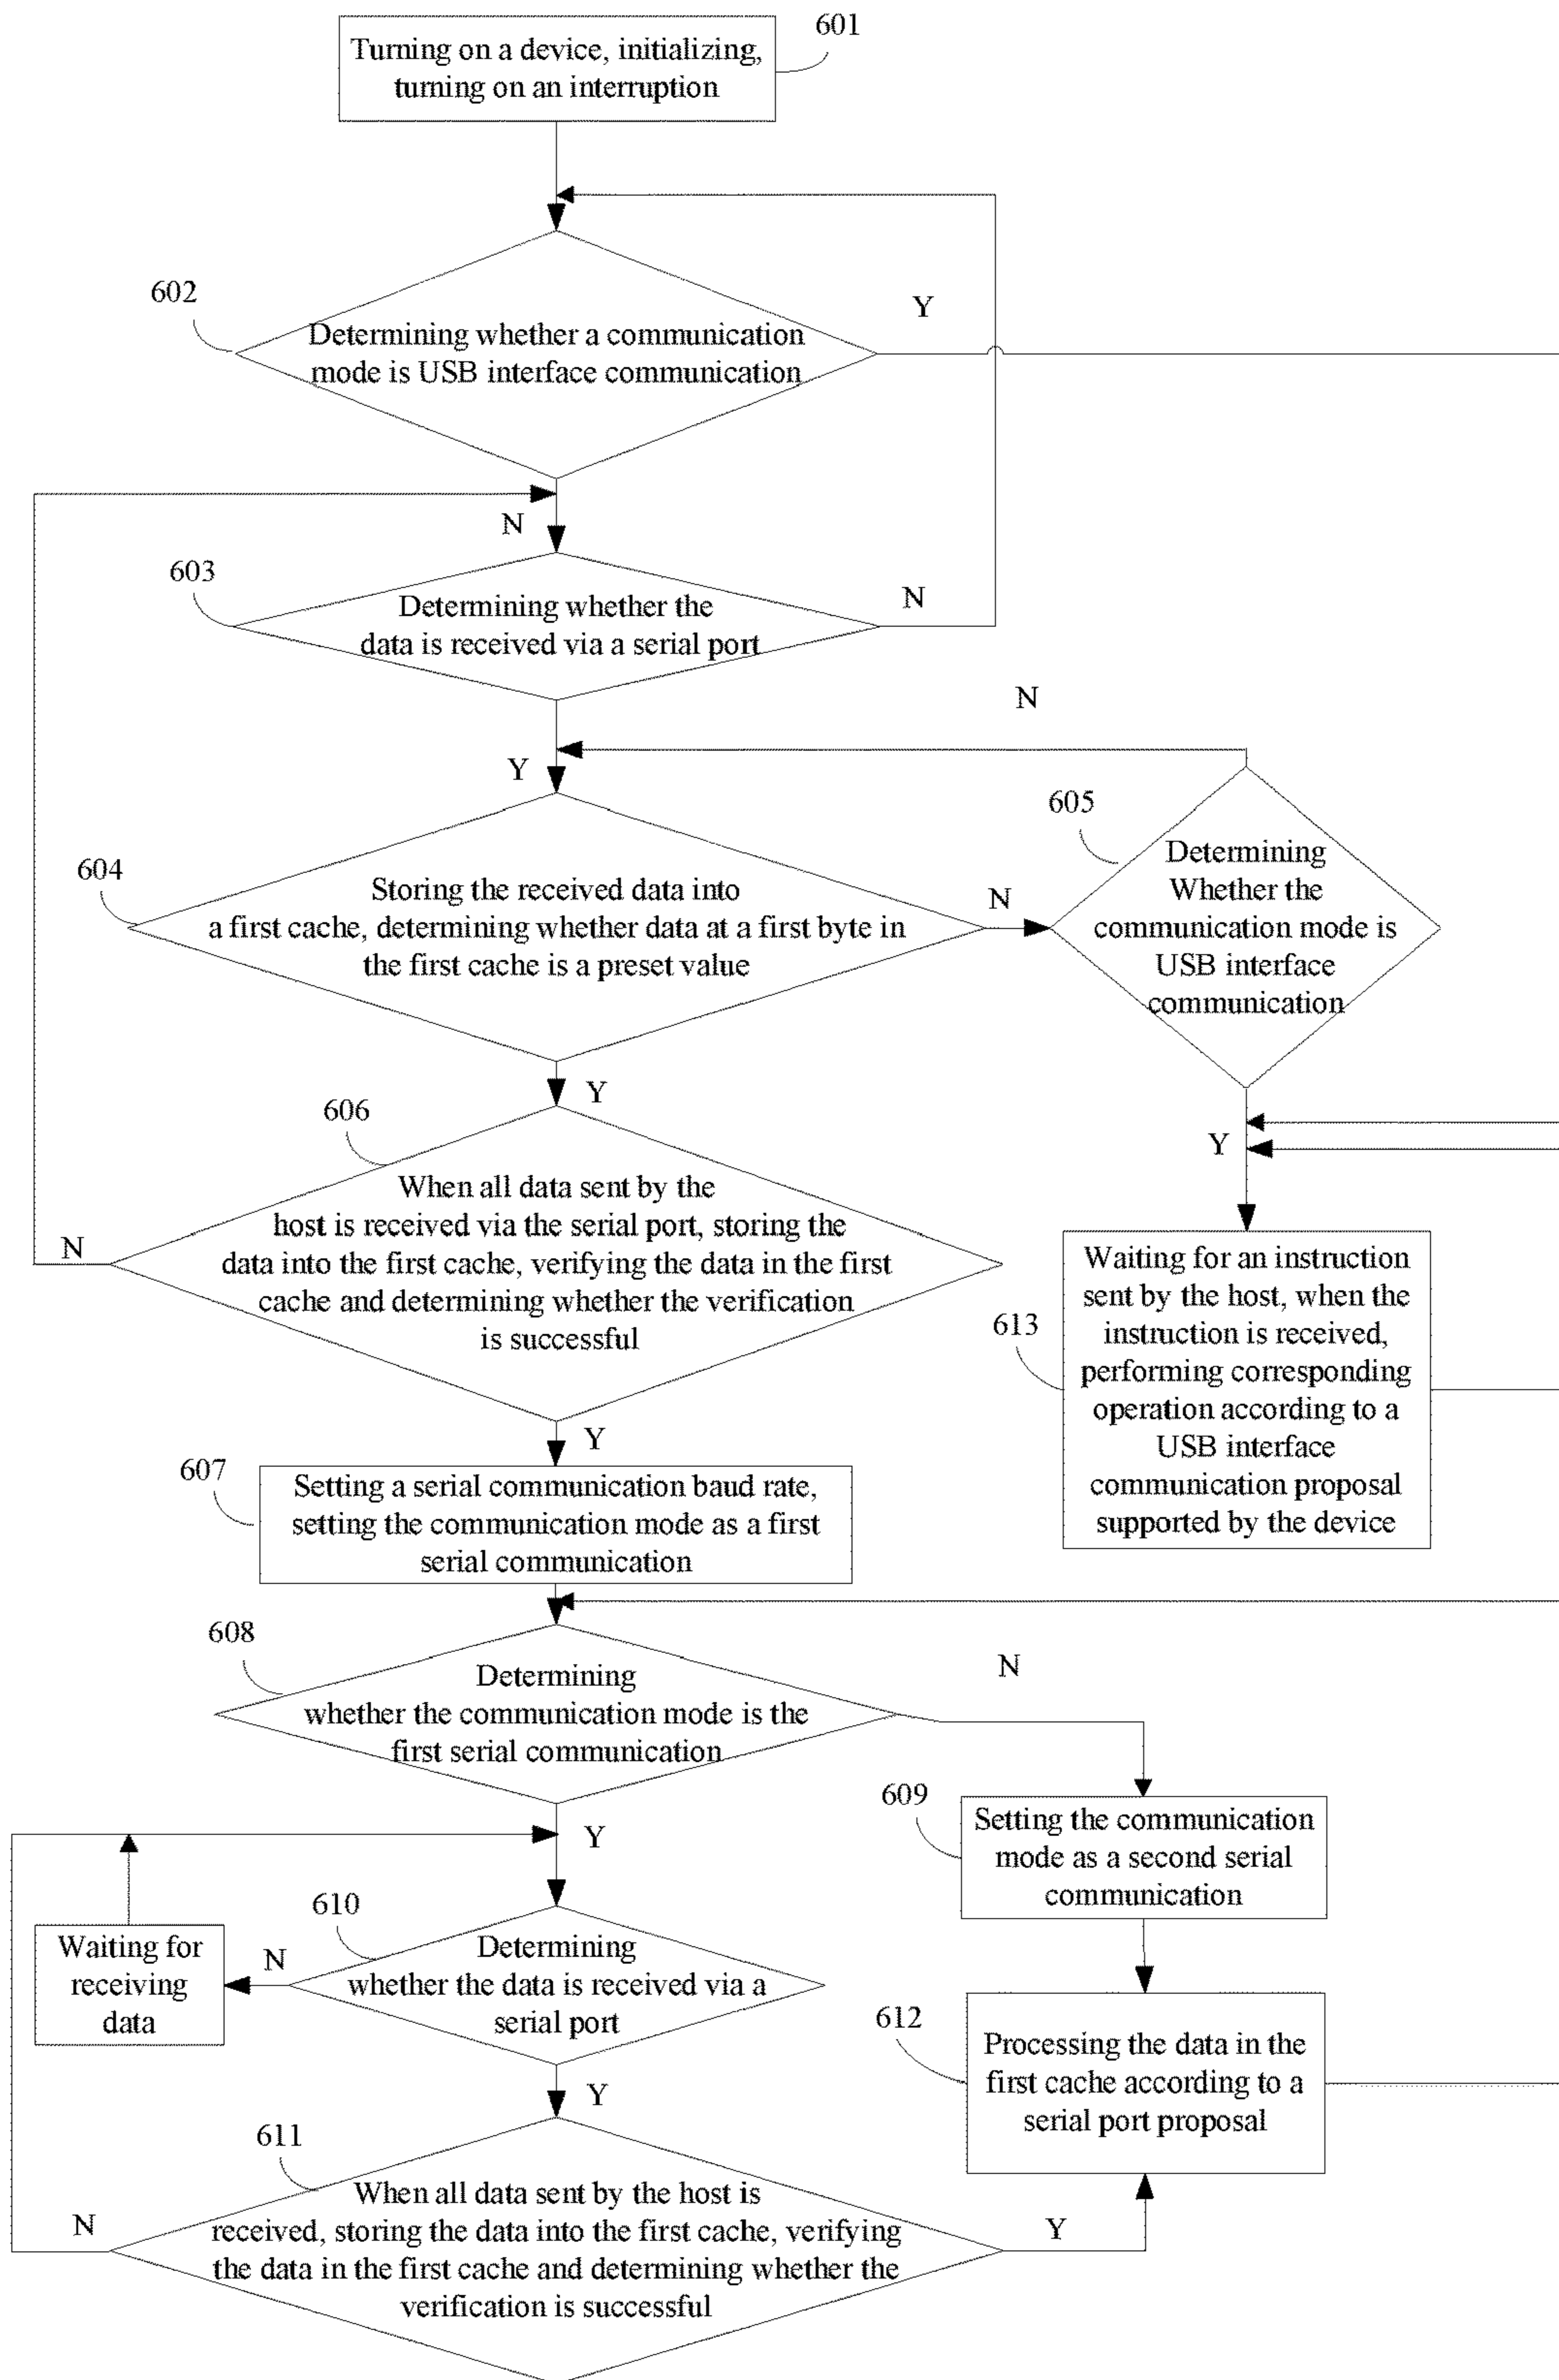 601
Turning on a device, initializing,
turning on an interruption
602
Y
Determining whether a communication
mode is USB interface communication
N
603
N
Determining whether the
data is received via a serial port
N
Y
605
604
Determining
Whether the
communication mode is
USB interface
communication
Storing the received data into
a first cache, determining whether data at a first byte in
the first cache is a preset value
N
Y
606
Y
When all data sent by the
host is received via the serial port, storing the
data into the first cache, verifying the data in the first
cache and determining whether the verification
is successful
N
613
Waiting for an instruction
sent by the host, when the
instruction is received,
performing corresponding
operation according to a
USB interface
communication proposal
supported by the device
Y
607
Setting a serial communication baud rate,
setting the communication mode as a first
serial communication
608
N
Determining
whether the communication mode is the
first serial communication
609
Setting the communication
mode as a second serial
communication
Y
610
Waiting for
receiving
data
N
Determining
whether the data is received via a
serial port
612
Processing the data in the
first cache according to a
serial port proposal
Y
611
N
When all data sent by the host is
received, storing the data into the first cache, verifying
the data in the first cache and determining whether the
verification is successful
Y